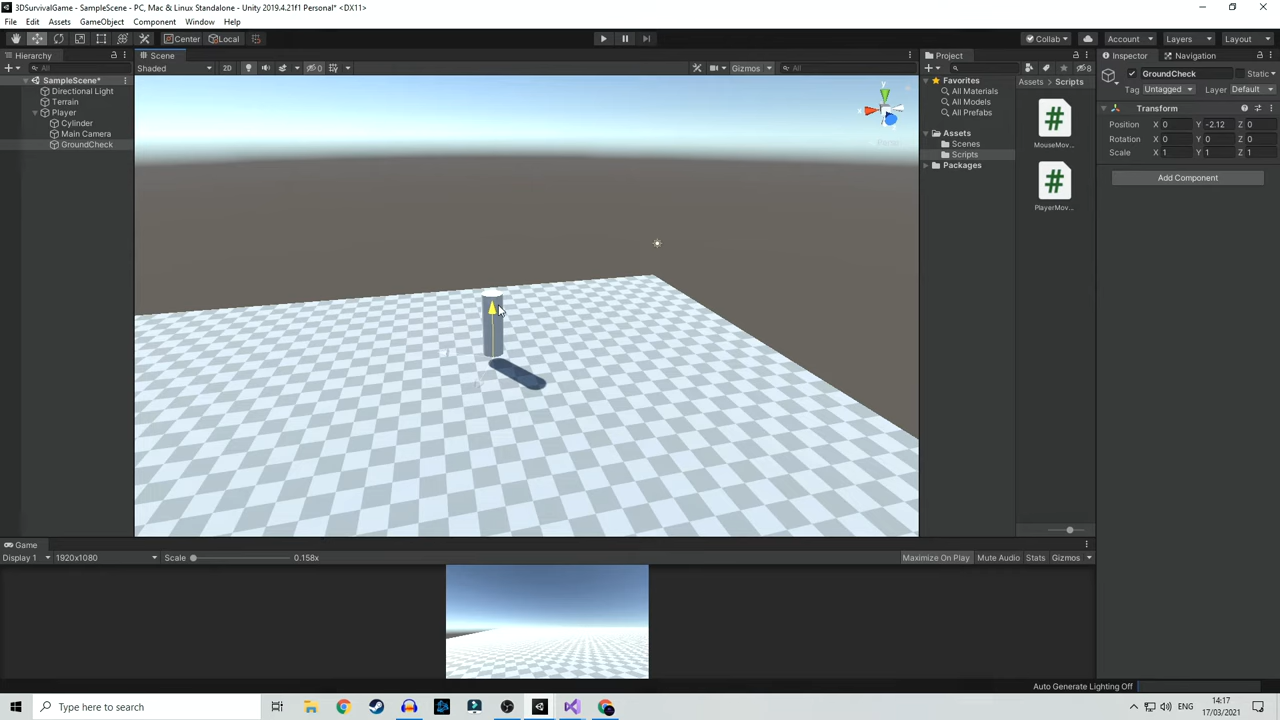 3DSurvivalGame - SampleScene - PC, Mac & Linux Standalone - Unity 2019.4.21f1 Personal* <DX11>
File Edit Assets GameObject Component Window Help
Center Local Collab Account Layers Layout
Hierarchy Scene Project Inspector Navigation
All Shaded 2D 0 Gizmos All 8
SampleScene*
Directional Light
Terrain
Player
Cylinder
Main Camera
GroundCheck
y
Favorites
All Materials
All Models
All Prefabs
Assets
Scenes
Scripts
Packages
Assets Scripts
#
MouseMov...
#
PlayerMov...
GroundCheck Static
Tag Untagged Layer Default
Transform
Position X 0 Y -2.12 Z 0
Rotation X 0 Y 0 Z 0
Scale X 1 Y 1 Z 1
Add Component
Game
Display 1 1920x1080 Scale 0.158x Maximize On Play Mute Audio Stats Gizmos
Auto Generate Lighting Off
Type here to search
ENG
14:17
17/03/2021